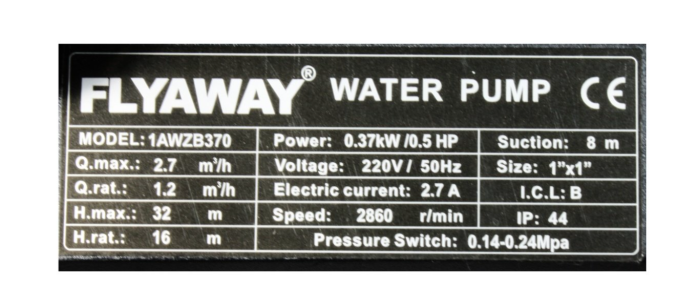 FLYAWAY® WATER PUMP CE
MODEL: 1AWZB370 Power: 0.37kW /0.5 HP Suction: 8 m
Q.max.: 2.7 m³/h Voltage: 220V / 50Hz Size: 1"x1"
Q.rat.: 1.2 m³/h Electric current: 2.7 A I.C.L: B
H.max.: 32 m Speed: 2860 r/min IP: 44
H.rat.: 16 m Pressure Switch: 0.14-0.24Mpa